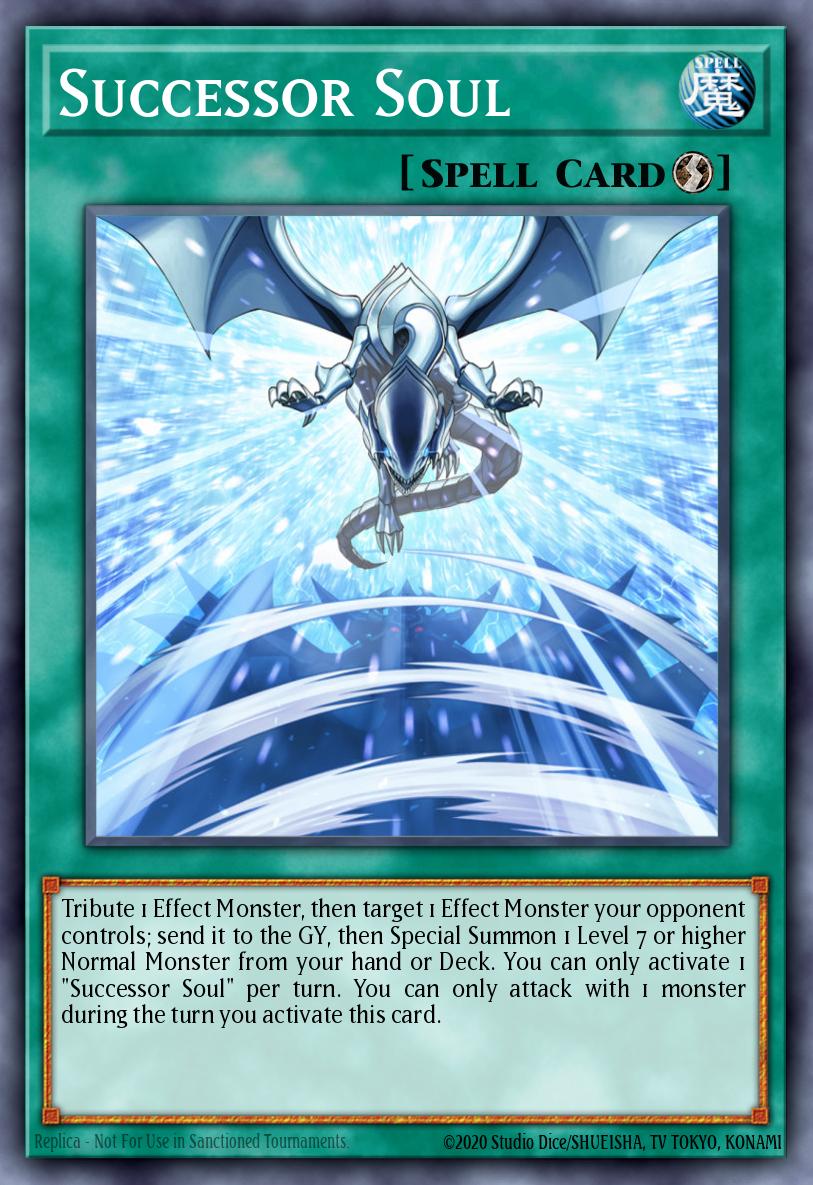 Successor Soul
SPELL
魔
[Spell Card]
Tribute 1 Effect Monster, then target 1 Effect Monster your opponent
controls; send it to the GY, then Special Summon 1 Level 7 or higher
Normal Monster from your hand or Deck. You can only activate 1
"Successor Soul" per turn. You can only attack with 1 monster
during the turn you activate this card.
Replica - Not For Use in Sanctioned Tournaments.
©2020 Studio Dice/SHUEISHA, TV TOKYO, KONAMI